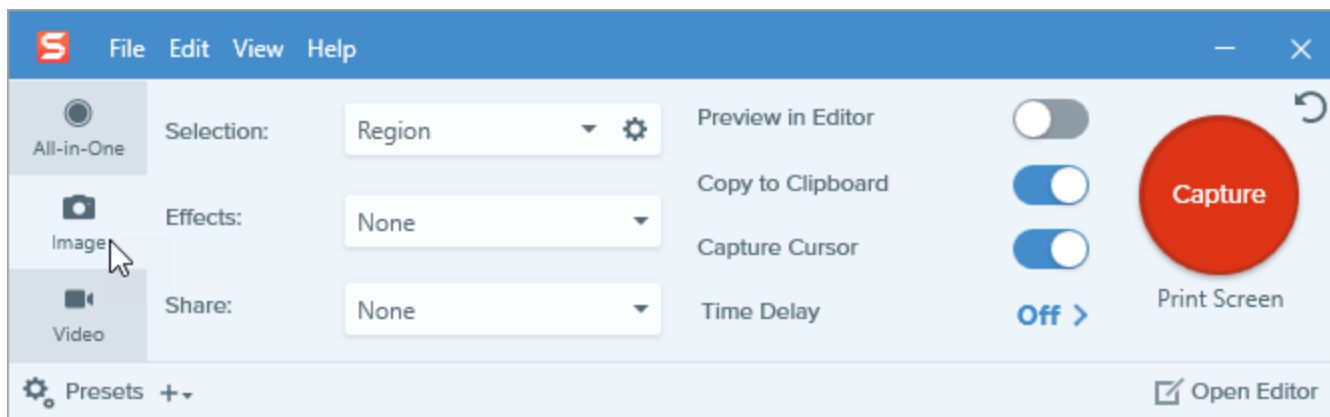 S File Edit View Help
All-in-One
Image
Video
Selection: Region
Effects: None
Share: None
Preview in Editor
Copy to Clipboard
Capture Cursor
Time Delay Off
Capture
Print Screen
Presets
Open Editor